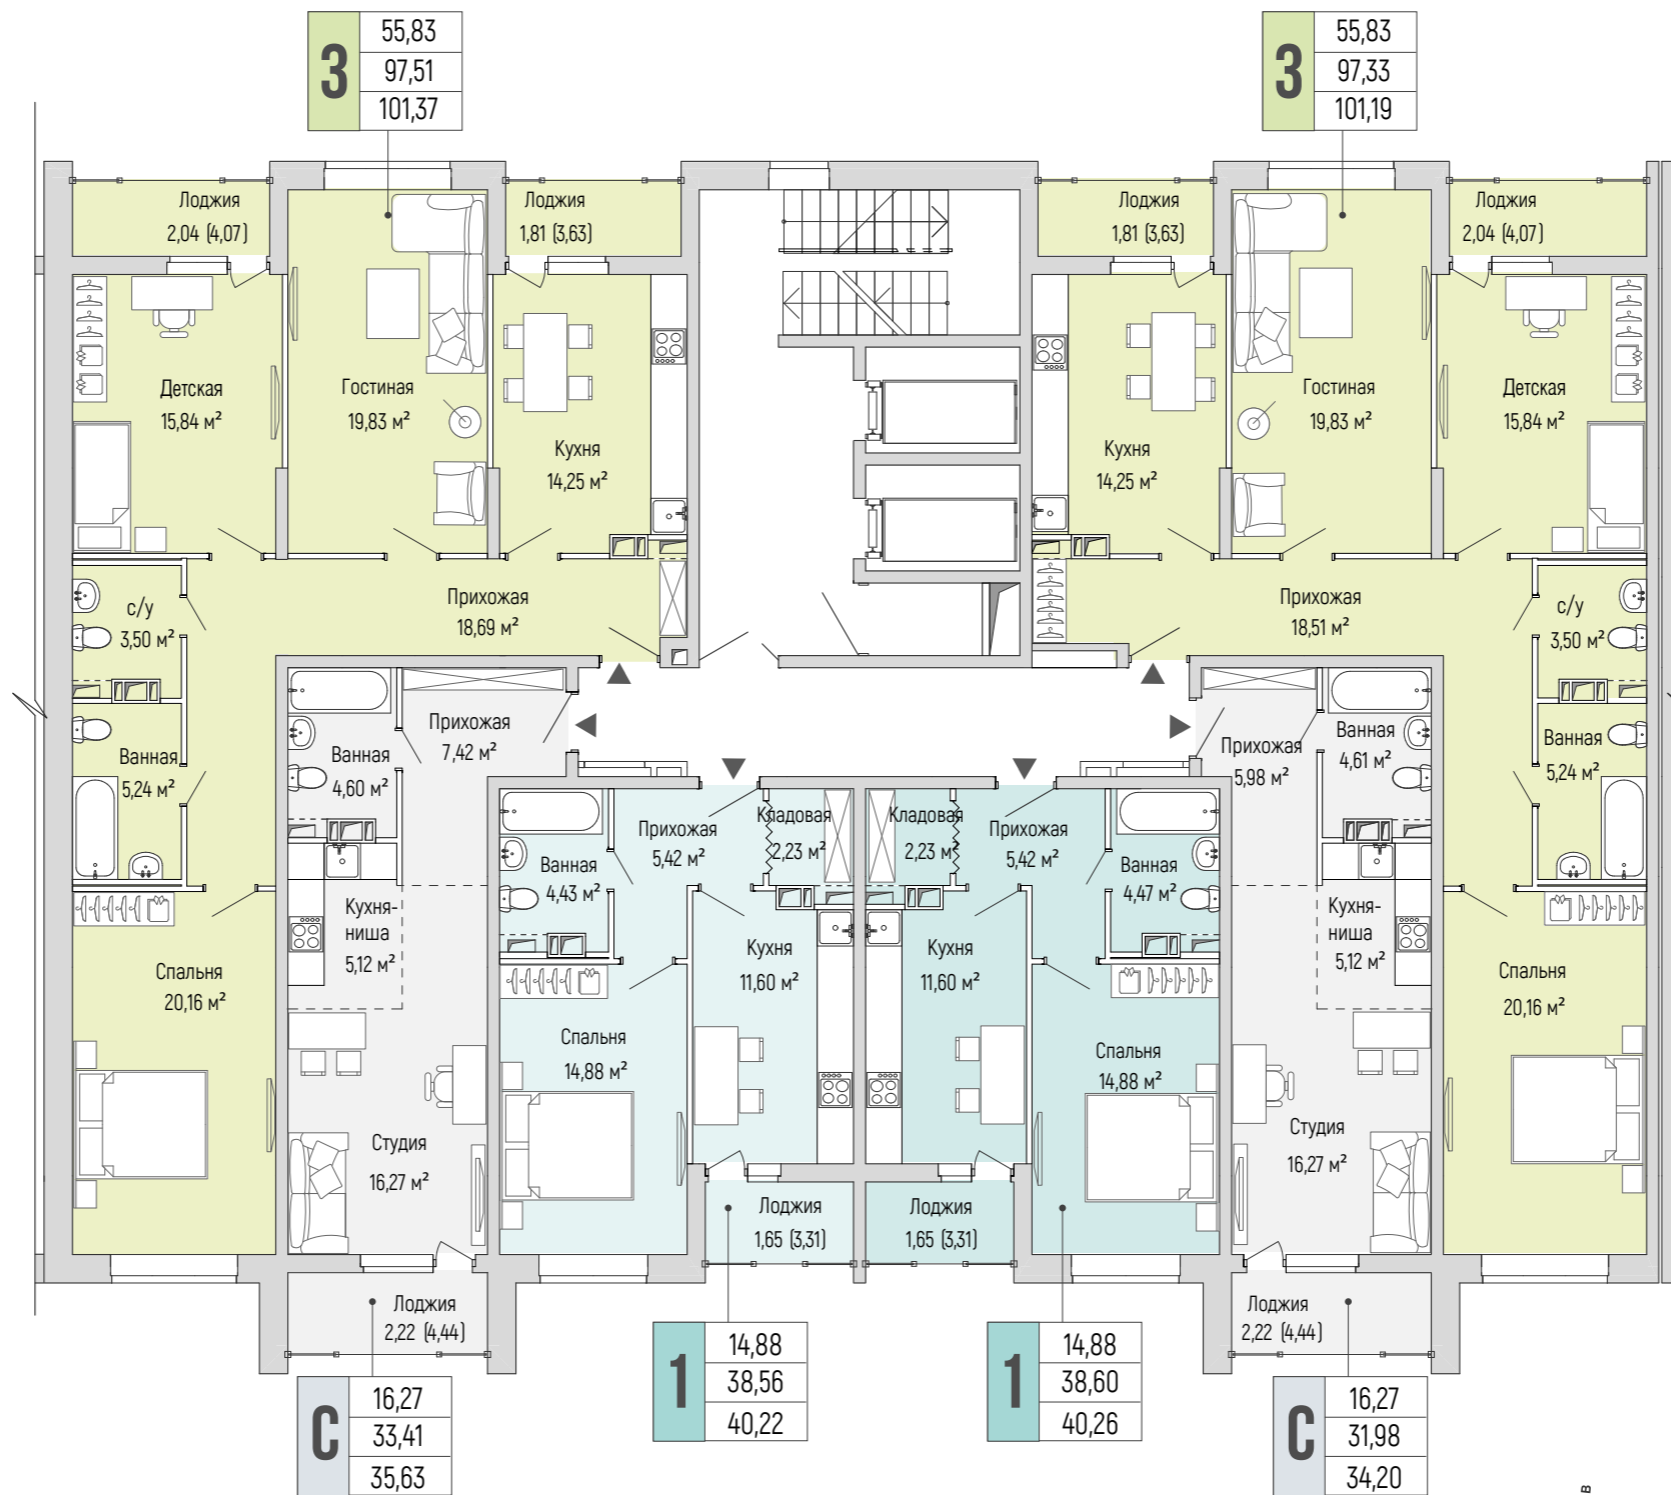 3
55,83
97,51
101,37
3
55,83
97,33
101,19
Лоджия
2,04 (4,07)
Лоджия
1,81 (3,63)
Лоджия
1,81 (3,63)
Лоджия
2,04 (4,07)
Детская
15,84 м²
Гостиная
19,83 м²
Кухня
14,25 м²
Кухня
14,25 м²
Гостиная
19,83 м²
Детская
15,84 м²
с/у
3,50 м²
Прихожая
18,69 м²
Прихожая
18,51 м²
с/у
3,50 м²
Ванная
5,24 м²
Ванная
4,60 м²
Прихожая
7,42 м²
Прихожая
5,98 м²
Ванная
4,61 м²
Ванная
5,24 м²
Ванная
4,43 м²
Прихожая
5,42 м²
Кладовая
2,23 м²
Кладовая
2,23 м²
Прихожая
5,42 м²
Ванная
4,47 м²
Спальня
20,16 м²
Кухня-
ниша
5,12 м²
Кухня
11,60 м²
Кухня
11,60 м²
Кухня-
ниша
5,12 м²
Спальня
20,16 м²
Спальня
14,88 м²
Спальня
14,88 м²
Студия
16,27 м²
Студия
16,27 м²
Лоджия
1,65 (3,31)
Лоджия
1,65 (3,31)
Лоджия
2,22 (4,44)
Лоджия
2,22 (4,44)
С
16,27
33,41
35,63
1
14,88
38,56
40,22
1
14,88
38,60
40,26
С
16,27
31,98
34,20
в